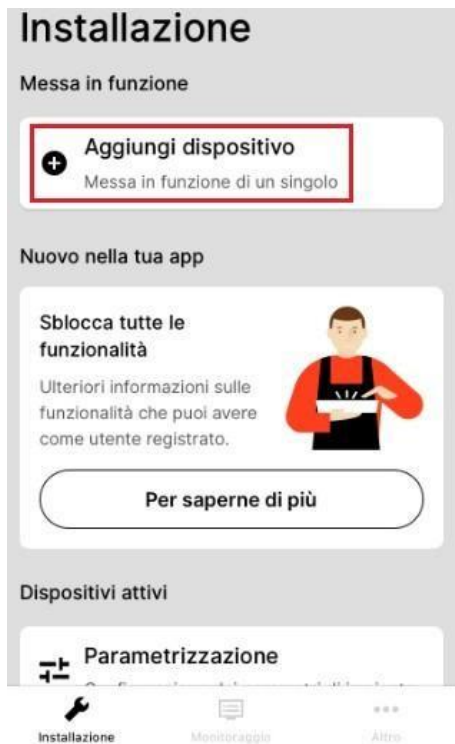 Installazione
Messa in funzione
Aggiungi dispositivo
Messa in funzione di un singolo
Nuovo nella tua app
Sblocca tutte le
funzionalità
Ulteriori informazioni sulle
funzionalità che puoi avere
come utente registrato.
Per saperne di più
Dispositivi attivi
Parametrizzazione
Installazione
Monitoraggio
Altro